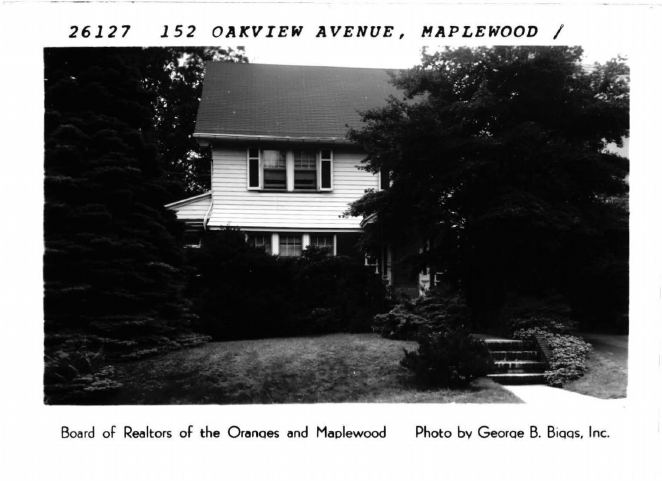 26127 152 OAKVIEW AVENUE, MAPLEWOOD /
Board of Realtors of the Oranges and Maplewood Photo by George B. Biggs, Inc.